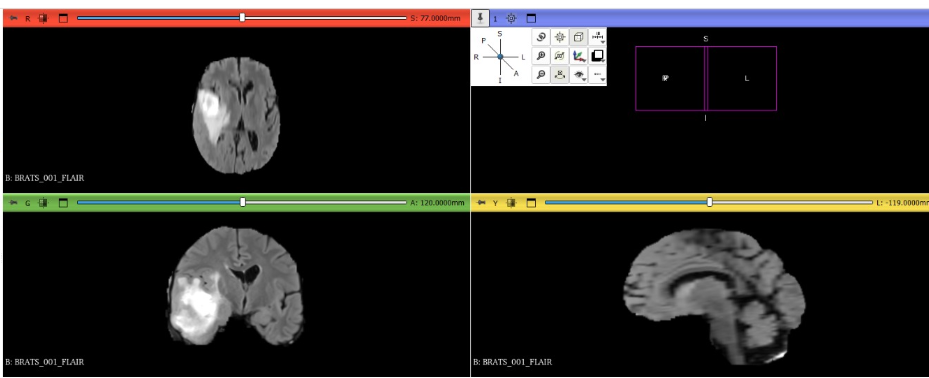 R S: 77.0000mm
1
S
P
R L
A
I
S
L
I
B: BRATS_001_FLAIR
G A: 120.0000mm
Y L: -119.0000mm
B: BRATS_001_FLAIR
B: BRATS_001_FLAIR